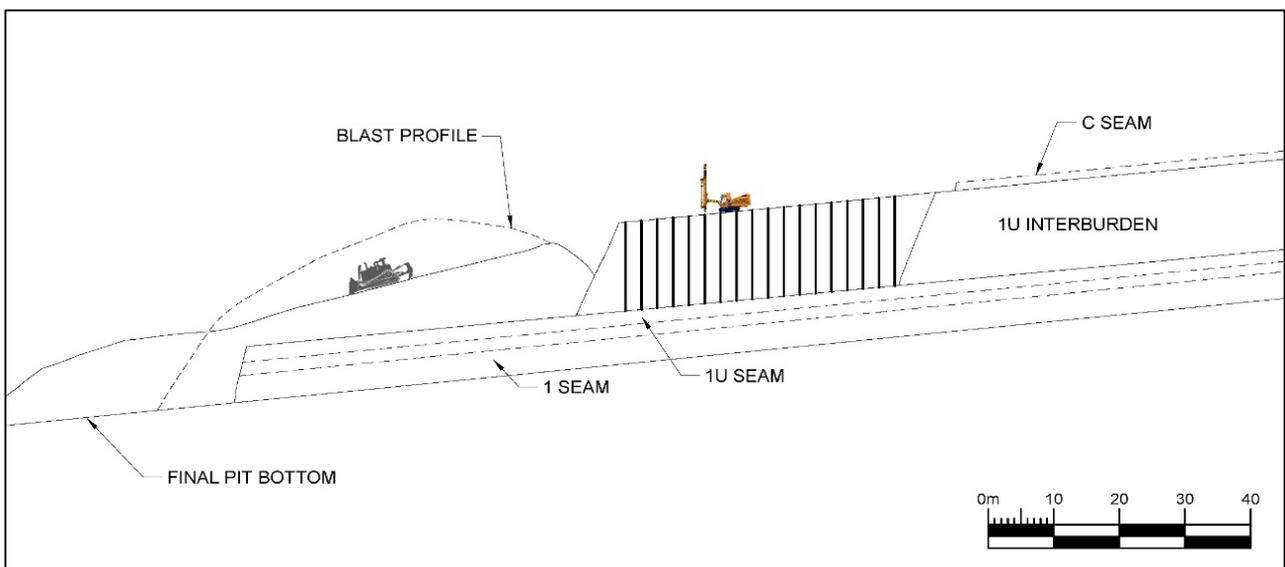 C SEAM
BLAST PROFILE
1U INTERBURDEN
1U SEAM
1 SEAM
FINAL PIT BOTTOM
0m 10 20 30 40